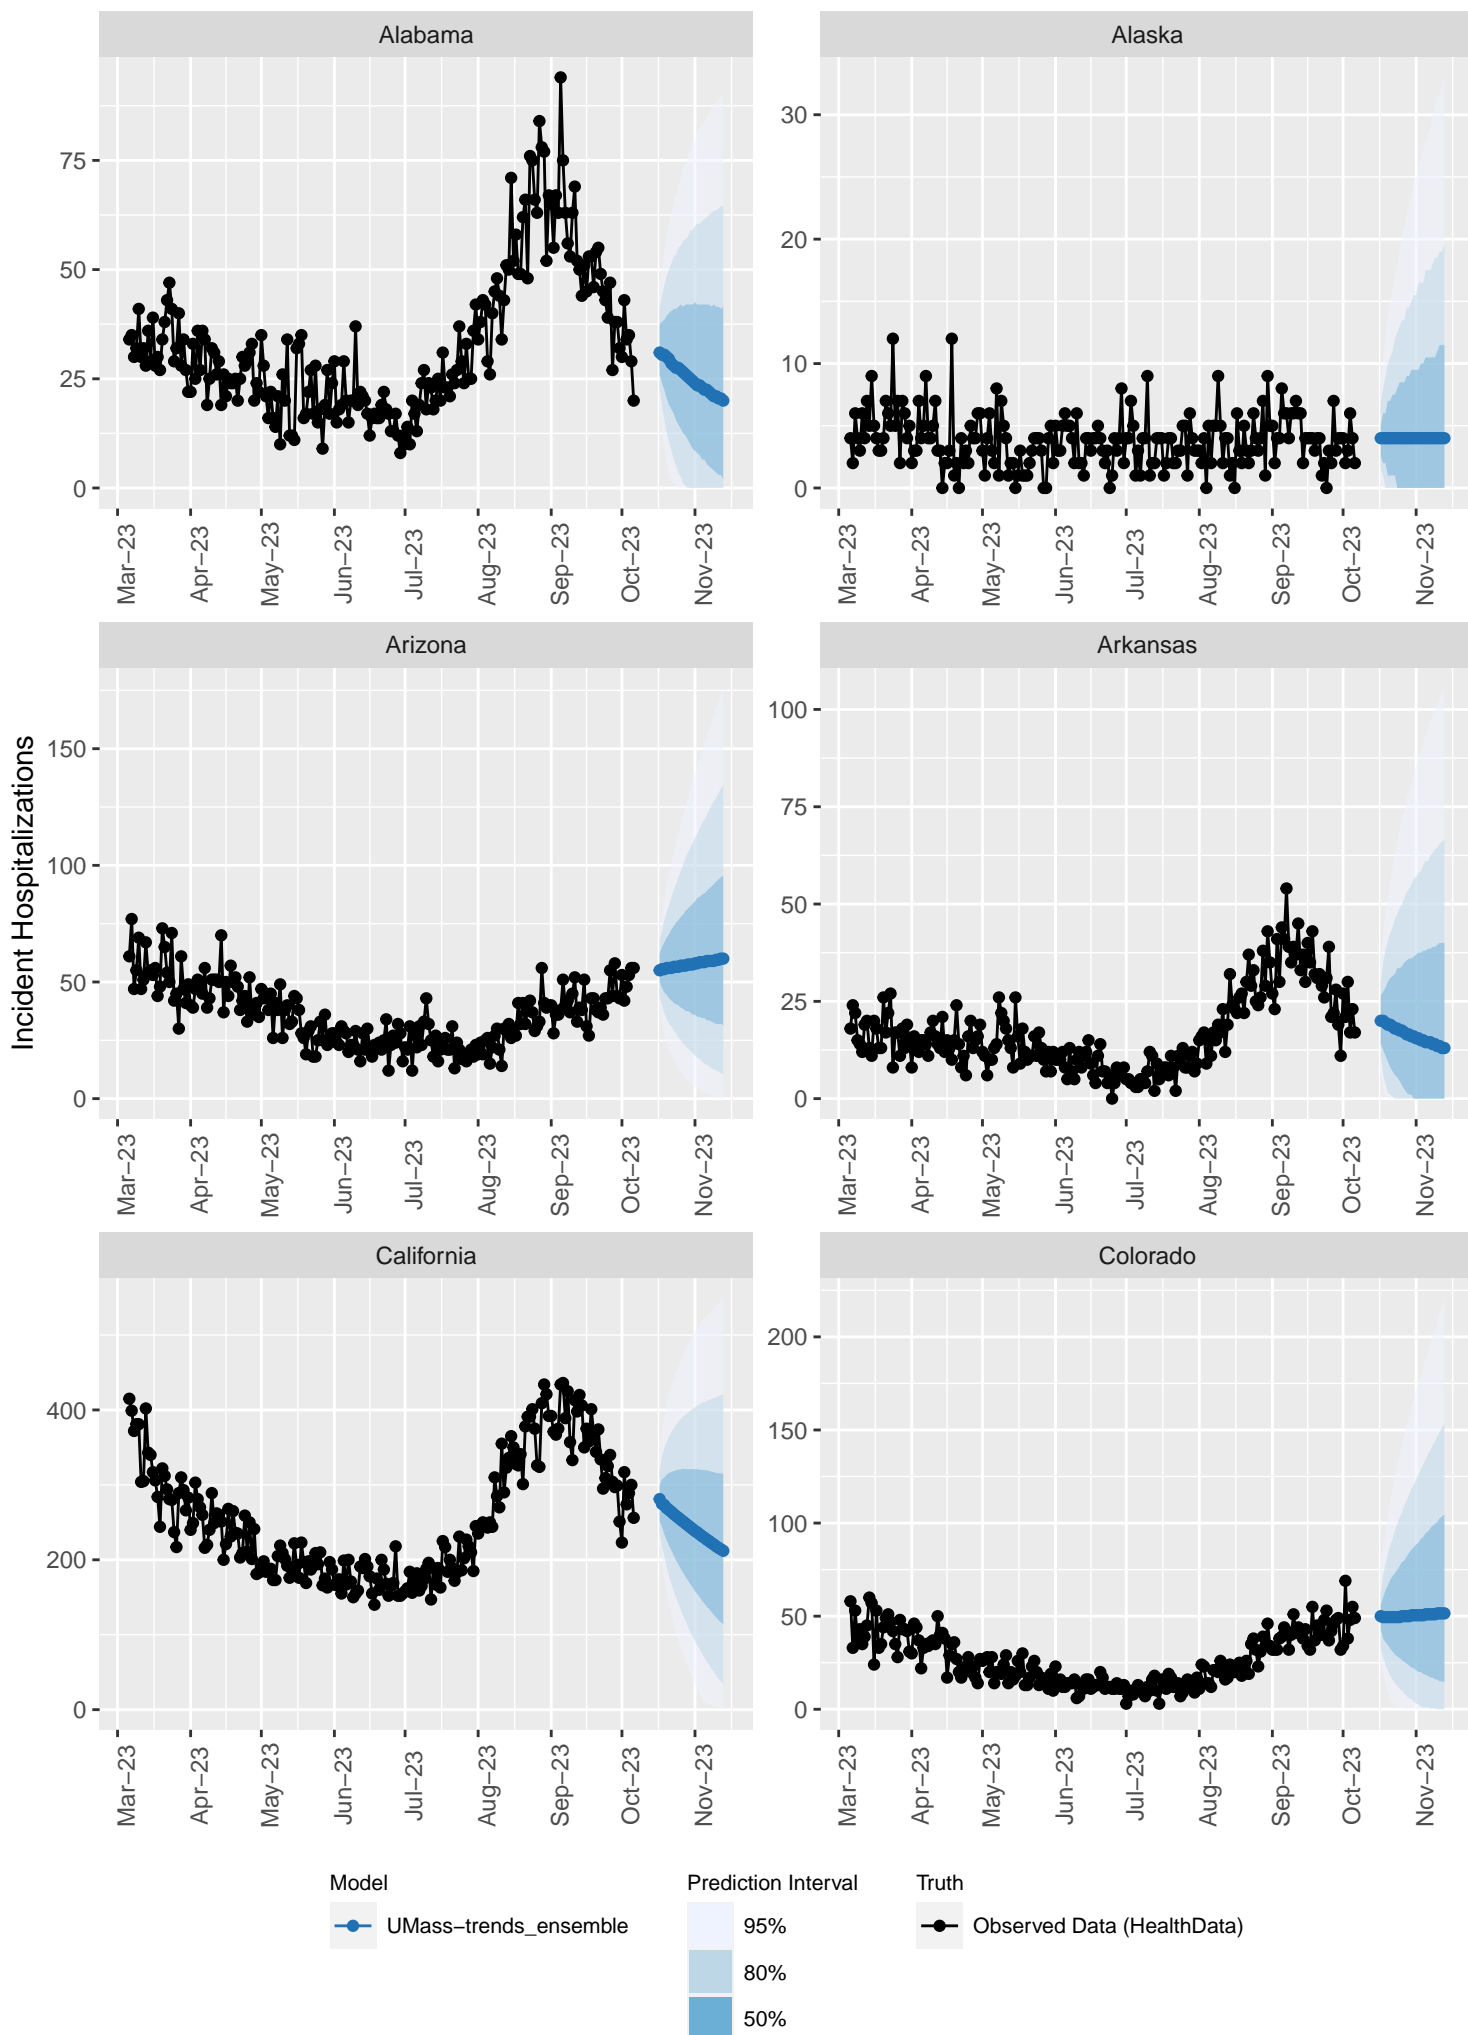 Alabama
Alaska
75
50
25
0
30
20
10
0
Mar−23
Apr−23
May−23
Jun−23
Jul−23
Aug−23
Sep−23
Oct−23
Nov−23
Mar−23
Apr−23
May−23
Jun−23
Jul−23
Aug−23
Sep−23
Oct−23
Nov−23
Incident Hospitalizations
Arizona
Arkansas
150
100
50
0
100
75
50
25
0
Mar−23
Apr−23
May−23
Jun−23
Jul−23
Aug−23
Sep−23
Oct−23
Nov−23
Mar−23
Apr−23
May−23
Jun−23
Jul−23
Aug−23
Sep−23
Oct−23
Nov−23
California
Colorado
400
200
0
200
150
100
50
0
Mar−23
Apr−23
May−23
Jun−23
Jul−23
Aug−23
Sep−23
Oct−23
Nov−23
Mar−23
Apr−23
May−23
Jun−23
Jul−23
Aug−23
Sep−23
Oct−23
Nov−23
Model
UMass−trends_ensemble
Prediction Interval
95%
80%
50%
Truth
Observed Data (HealthData)